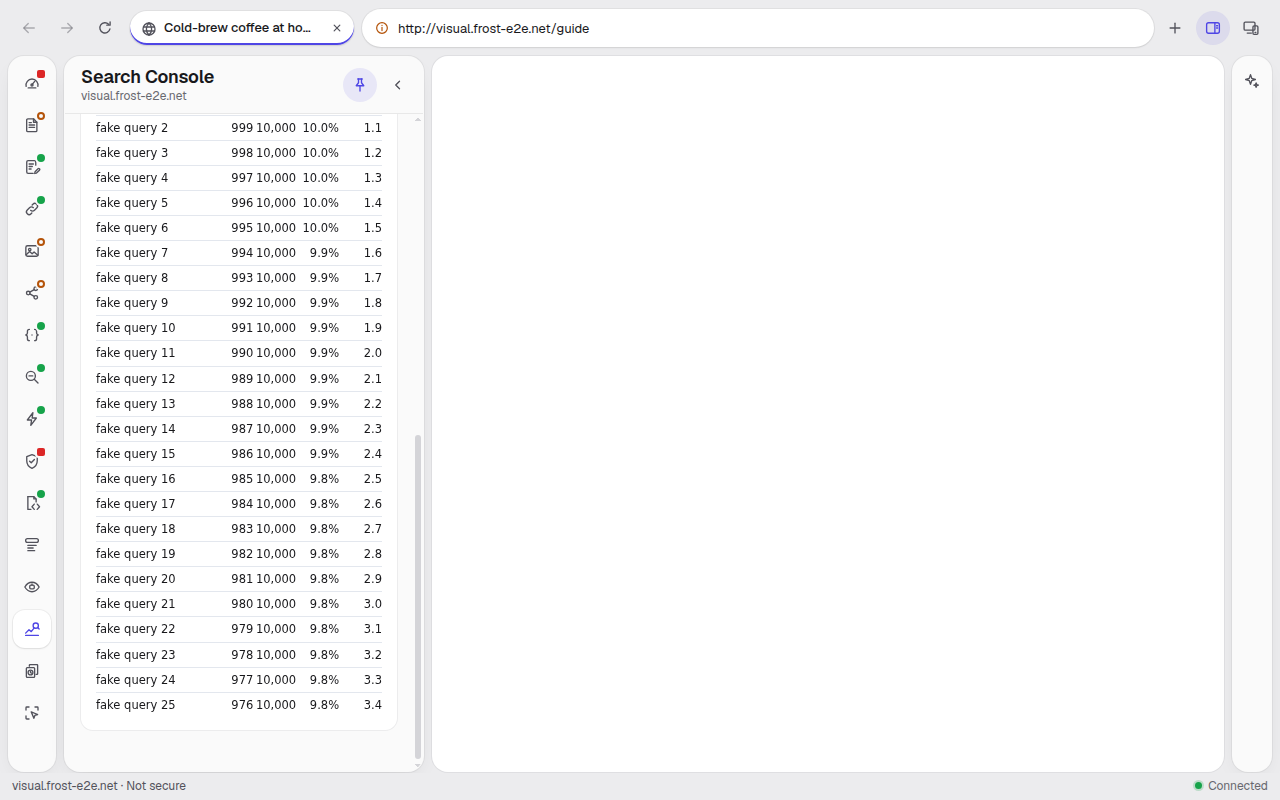 Cold-brew coffee at ho...
http://visual.frost-e2e.net/guide
Search Console
visual.frost-e2e.net
fake query 2 999 10,000 10.0% 1.1
fake query 3 998 10,000 10.0% 1.2
fake query 4 997 10,000 10.0% 1.3
fake query 5 996 10,000 10.0% 1.4
fake query 6 995 10,000 10.0% 1.5
fake query 7 994 10,000 9.9% 1.6
fake query 8 993 10,000 9.9% 1.7
fake query 9 992 10,000 9.9% 1.8
fake query 10 991 10,000 9.9% 1.9
fake query 11 990 10,000 9.9% 2.0
fake query 12 989 10,000 9.9% 2.1
fake query 13 988 10,000 9.9% 2.2
fake query 14 987 10,000 9.9% 2.3
fake query 15 986 10,000 9.9% 2.4
fake query 16 985 10,000 9.8% 2.5
fake query 17 984 10,000 9.8% 2.6
fake query 18 983 10,000 9.8% 2.7
fake query 19 982 10,000 9.8% 2.8
fake query 20 981 10,000 9.8% 2.9
fake query 21 980 10,000 9.8% 3.0
fake query 22 979 10,000 9.8% 3.1
fake query 23 978 10,000 9.8% 3.2
fake query 24 977 10,000 9.8% 3.3
fake query 25 976 10,000 9.8% 3.4
visual.frost-e2e.net · Not secure
Connected